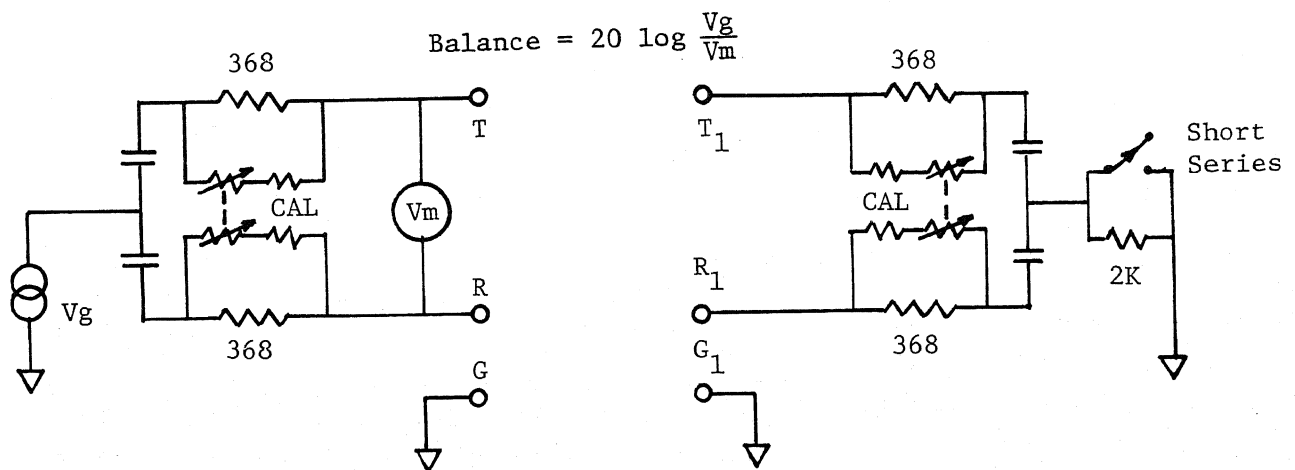 Balance = 20 log Vg/Vm
368
T
CAL
Vm
Vg
R
368
G
368
T1
CAL
Short
Series
R1
2K
368
G1